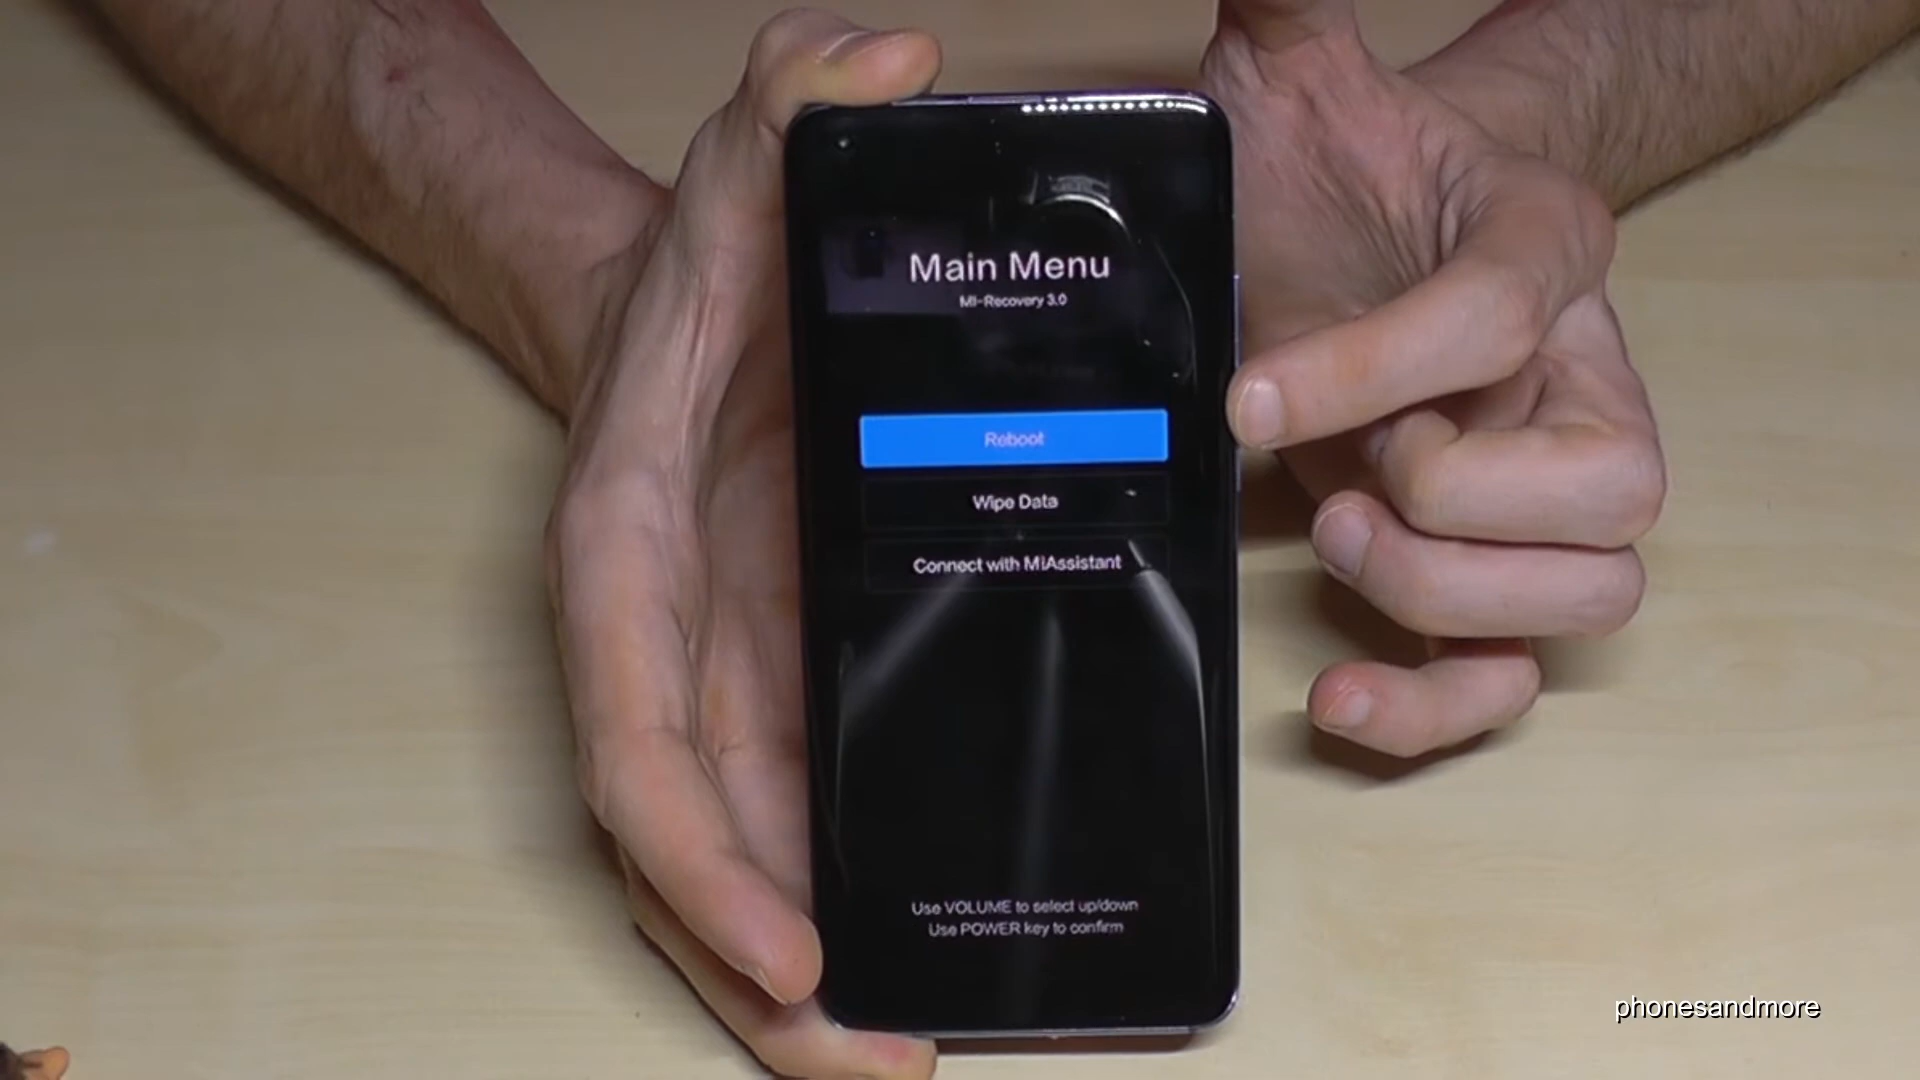 Main Menu
MI-Recovery 3.0
Reboot
Wipe Data
Connect with MIAssistant
Use VOLUME to select up/down
Use POWER key to confirm
phonesandmore